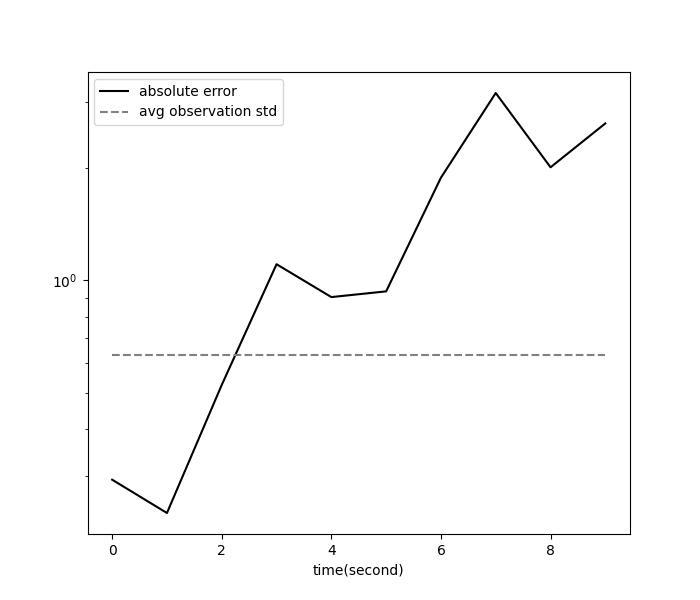 absolute error
avg observation std
10⁰
0 2 4 6 8
time(second)